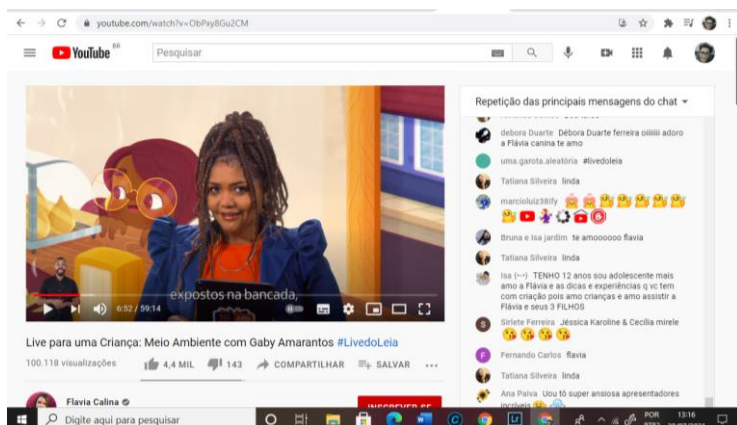 youtube.com/watch?v=ObPxy8Gu2CM
YouTube BR
Pesquisar
expostos na bancada,
6:52 / 59:14
Live para uma Criança: Meio Ambiente com Gaby Amarantos #LivedoLeia
100.118 visualizações
4,4 MIL
143
COMPARTILHAR
SALVAR
Flavia Calina
INSCREVER-SE
Repetição das principais mensagens do chat
debora Duarte Débora Duarte ferreira oiiiiii adoro
a Flávia canina te amo
uma.garota.aleatória #livedoleia
Tatiana Silveira linda
marcioluiz38ify
Bruna e Isa jardim te amoooooo flavia
Tatiana Silveira linda
Isa TENHO 12 anos sou adolescente mais
amo a Flávia e as dicas e experiências q vc tem
com criação pois amo crianças e amo assistir a
Flávia e seus 3 FILHOS
Sirlete Ferreira Jéssica Karoline & Cecília mirele
Fernando Carlos flavia
Tatiana Silveira linda
Ana Paiva Uou tô super ansiosa apresentadores
incríveis
Digite aqui para pesquisar
POR
13:16